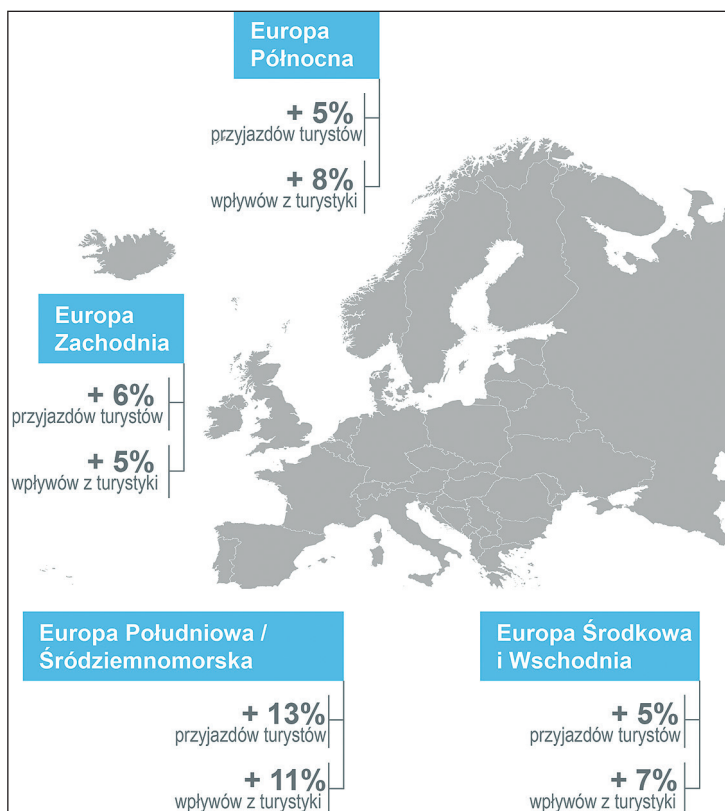 Europa
Północna
+ 5%
przyjazdów turystów
+ 8%
wpływów z turystyki
Europa
Zachodnia
+ 6%
przyjazdów turystów
+ 5%
wpływów z turystyki
Europa Południowa /
Śródziemnomorska
+ 13%
przyjazdów turystów
+ 11%
wpływów z turystyki
Europa Środkowa
i Wschodnia
+ 5%
przyjazdów turystów
+ 7%
wpływów z turystyki